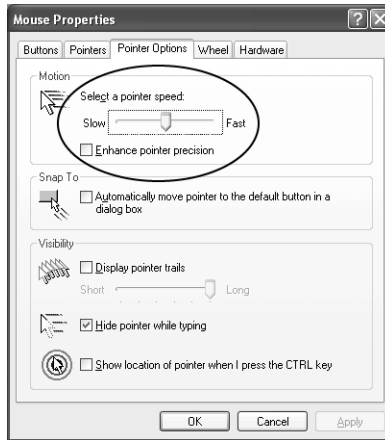 Mouse Properties
Buttons Pointers Pointer Options Wheel Hardware
Motion
Select a pointer speed:
Slow Fast
Enhance pointer precision
Snap To
Automatically move pointer to the default button in a
dialog box
Visibility
Display pointer trails
Short Long
Hide pointer while typing
Show location of pointer when I press the CTRL key
OK Cancel Apply